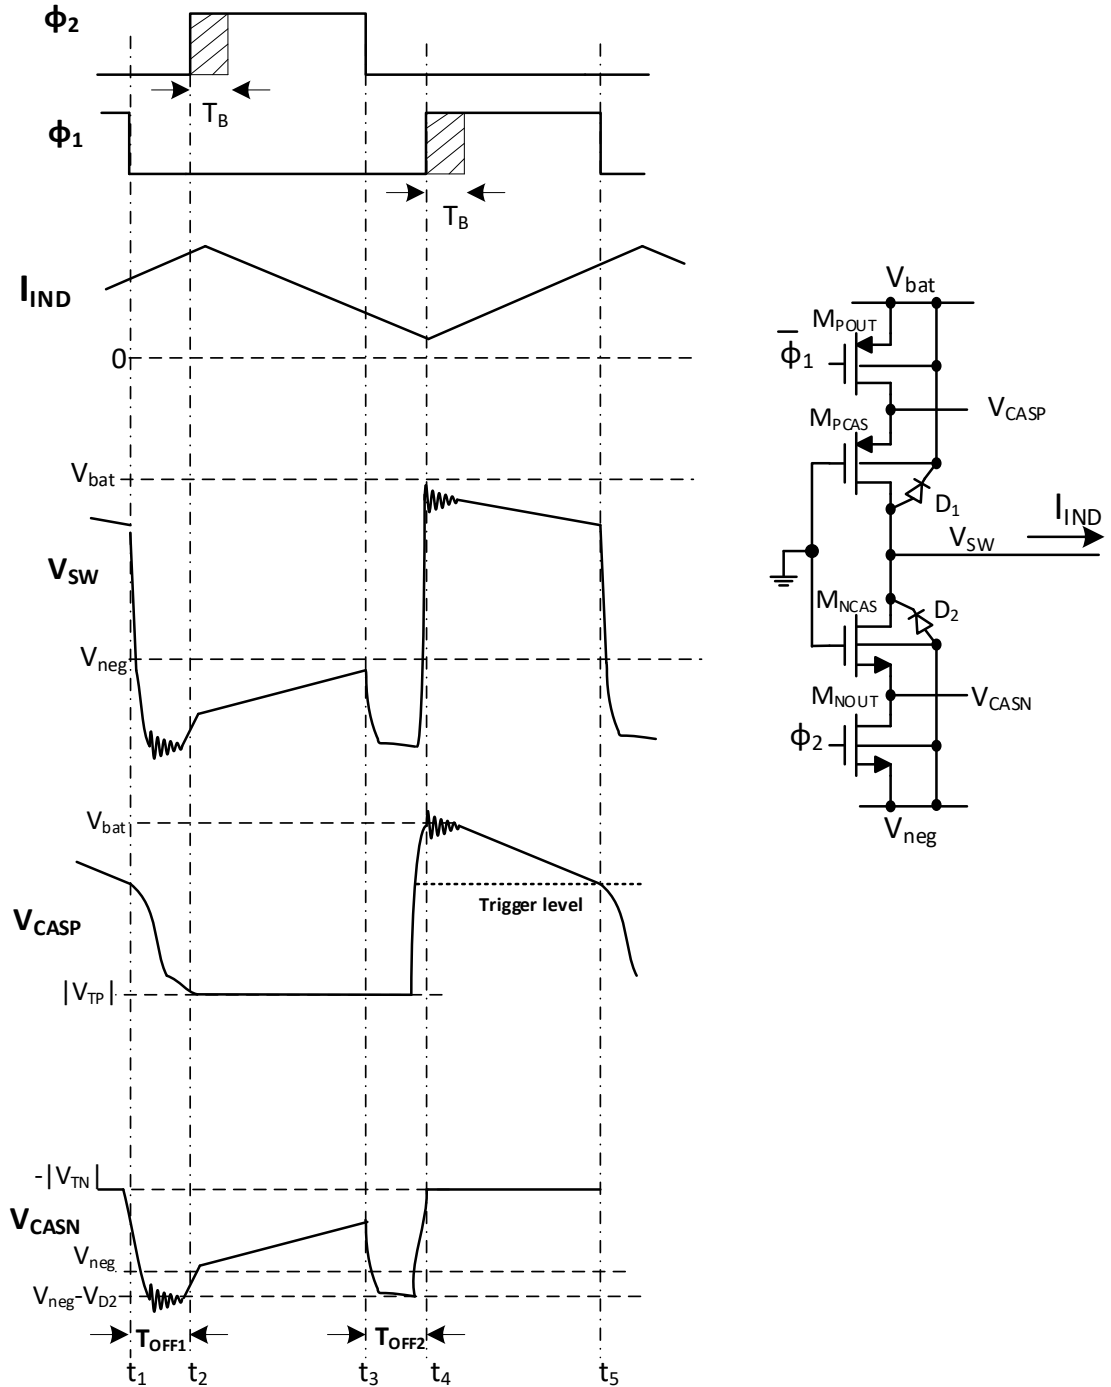 ϕ2
TB
ϕ1
TB
IIND
0
Vbat
VSW
Vneg
Vbat
Trigger level
VCASP
|VTP|
-|VTN|
VCASN
Vneg
Vneg-VD2
TOFF1
TOFF2
t1
t2
t3
t4
t5
Vbat
MPOUT
ϕ̅1
VCASP
MPCAS
D1
IIND
VSW
MNCAS
D2
MNOUT
VCASN
ϕ2
Vneg